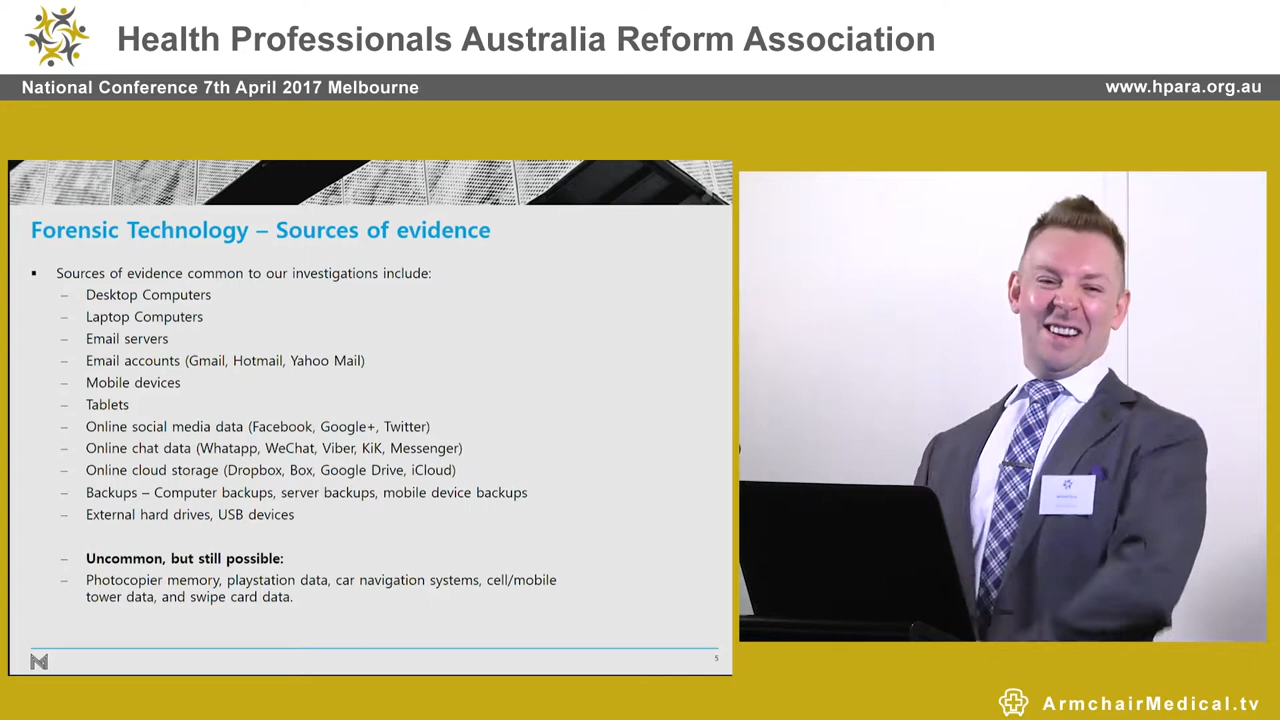 Health Professionals Australia Reform Association
National Conference 7th April 2017 Melbourne
www.hpara.org.au
Forensic Technology – Sources of evidence
▪ Sources of evidence common to our investigations include:
– Desktop Computers
– Laptop Computers
– Email servers
– Email accounts (Gmail, Hotmail, Yahoo Mail)
– Mobile devices
– Tablets
– Online social media data (Facebook, Google+, Twitter)
– Online chat data (Whatapp, WeChat, Viber, KiK, Messenger)
– Online cloud storage (Dropbox, Box, Google Drive, iCloud)
– Backups – Computer backups, server backups, mobile device backups
– External hard drives, USB devices
– Uncommon, but still possible:
– Photocopier memory, playstation data, car navigation systems, cell/mobile
tower data, and swipe card data.
5
ArmchairMedical.tv